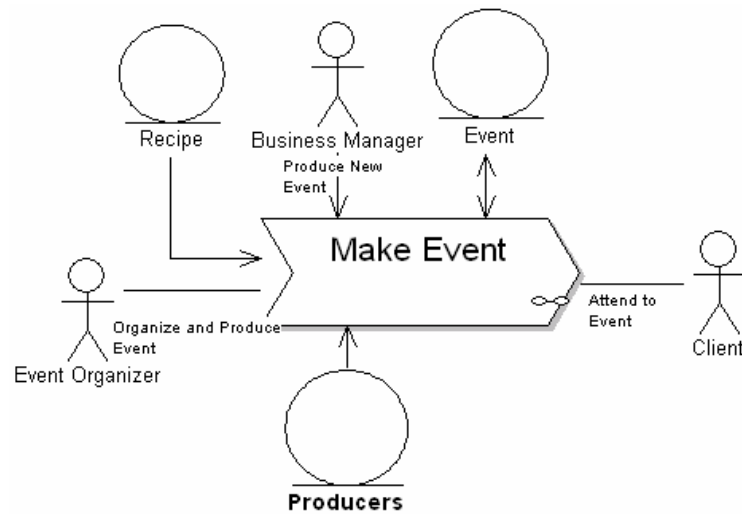 Recipe
Business Manager
Event
Produce New
Event
Make Event
Organize and Produce
Event
Event Organizer
Attend to
Event
Client
Producers